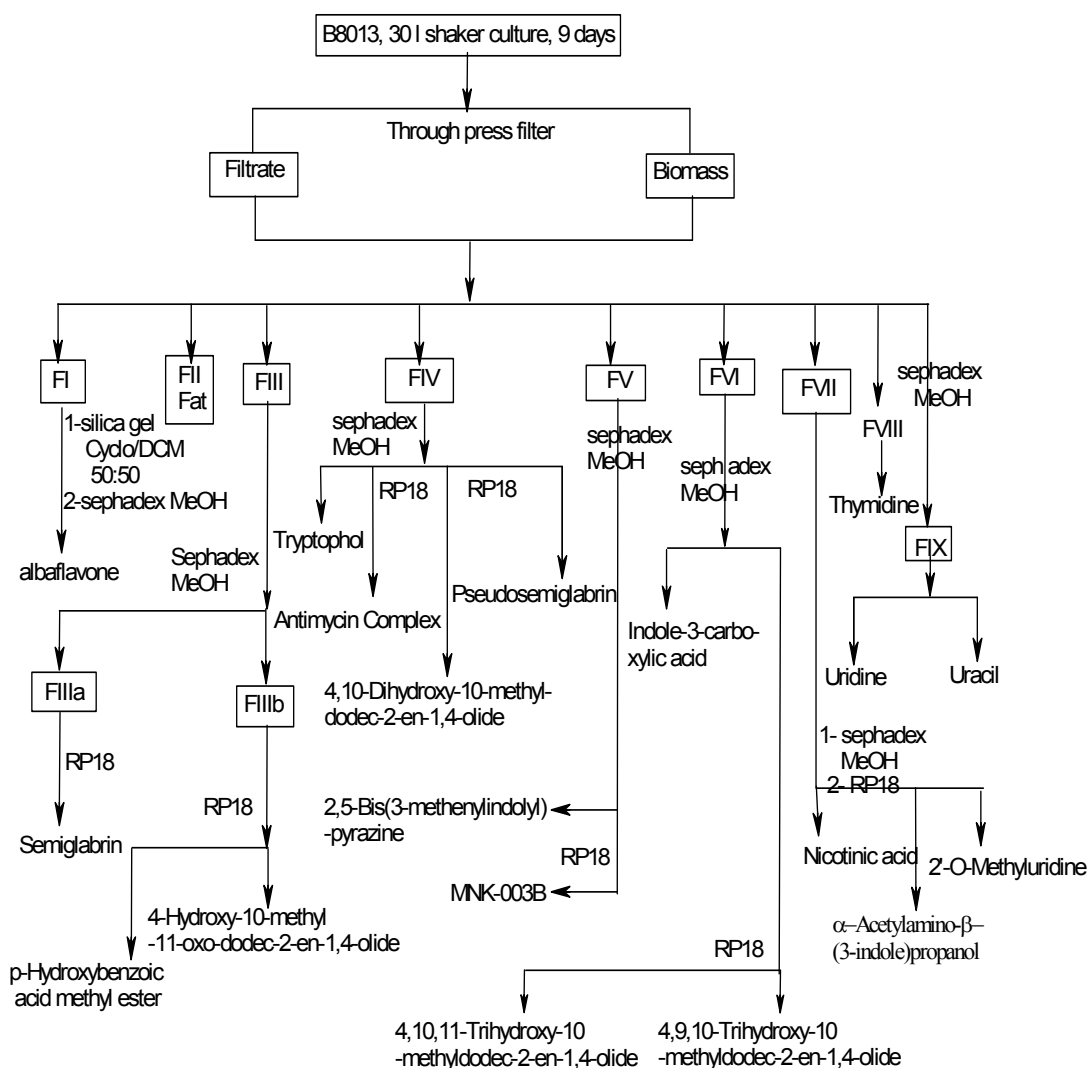 B8013, 30 l shaker culture, 9 days
Through press filter
Filtrate
Biomass
FI
FII
Fat
FIII
FIV
FV
FVI
FVII
FVIII
sephadex
MeOH
1-silica gel
Cyclo/DCM
50:50
2-sephadex MeOH
albaflavone
Sephadex
MeOH
sephadex
MeOH
RP18
RP18
Tryptophol
Antimycin Complex
Pseudosemiglabrin
4,10-Dihydroxy-10-methyl-
dodec-2-en-1,4-olide
sephadex
MeOH
seph adex
MeOH
Indole-3-carbo-
xylic acid
Thymidine
FIX
Uridine
Uracil
FIIIa
FIIIb
RP18
RP18
Semiglabrin
p-Hydroxybenzoic
acid methyl ester
4-Hydroxy-10-methyl
-11-oxo-dodec-2-en-1,4-olide
2,5-Bis(3-methenylindolyl)
-pyrazine
RP18
MNK-003B
1- sephadex
MeOH
2- RP18
Nicotinic acid
2'-O-Methyluridine
α–Acetylamino-β–
(3-indole)propanol
RP18
4,10,11-Trihydroxy-10
-methyldodec-2-en-1,4-olide
4,9,10-Trihydroxy-10
-methyldodec-2-en-1,4-olide